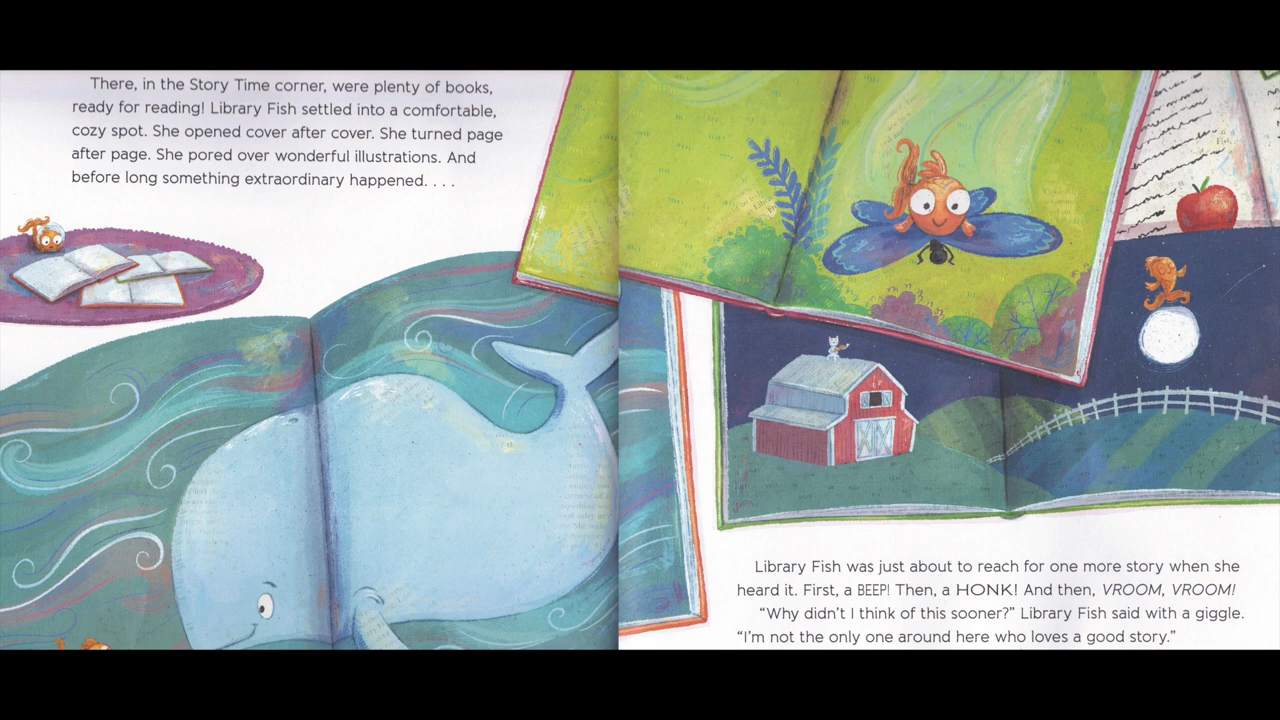 There, in the Story Time corner, were plenty of books,
ready for reading! Library Fish settled into a comfortable,
cozy spot. She opened cover after cover. She turned page
after page. She pored over wonderful illustrations. And
before long something extraordinary happened. . . .
Library Fish was just about to reach for one more story when she
heard it. First, a BEEP! Then, a HONK! And then, VROOM, VROOM!
“Why didn’t I think of this sooner?” Library Fish said with a giggle.
“I’m not the only one around here who loves a good story.”